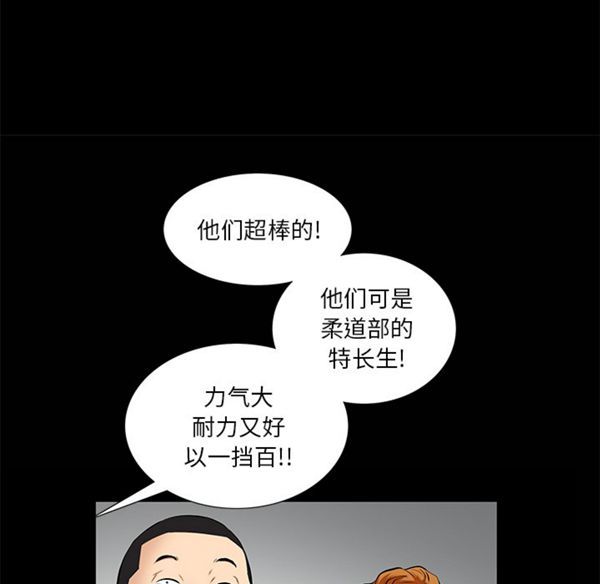 他们超棒的!
他们可是
柔道部的
特长生!
力气大
耐力又好
以一挡百!!